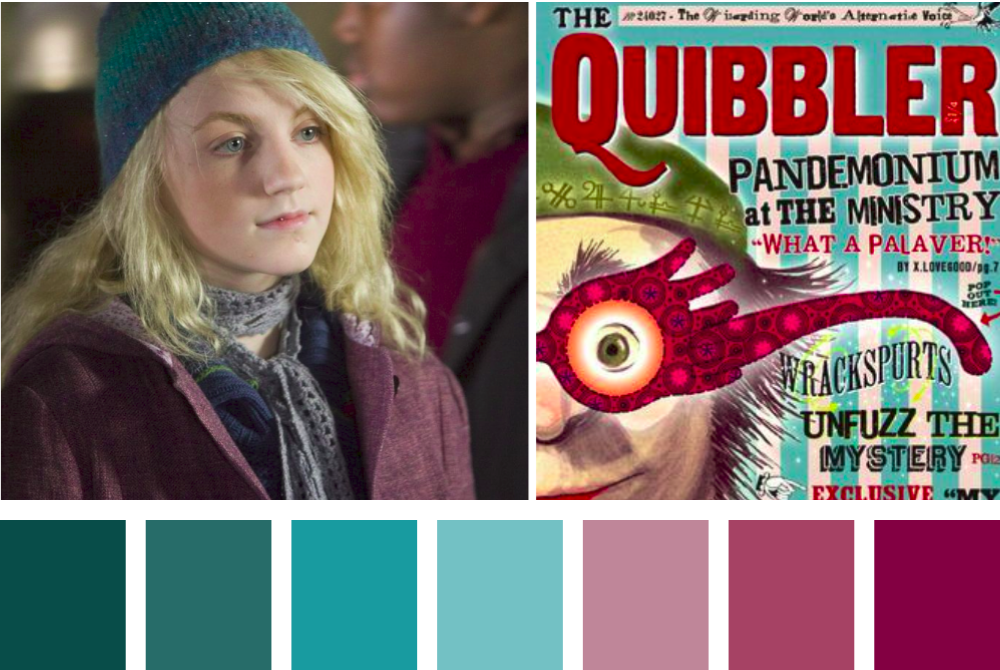 THE
№24027 - The Wizarding World's Alternative Voice
QUIBBLER
PANDEMONIUM
at THE MINISTRY
"WHAT A PALAVER!"
BY X.LOVEGOOD/pg.7
POP
OUT
HERE!
WRACKSPURTS
UNFUZZ THE
MYSTERY
EXCLUSIVE "MY